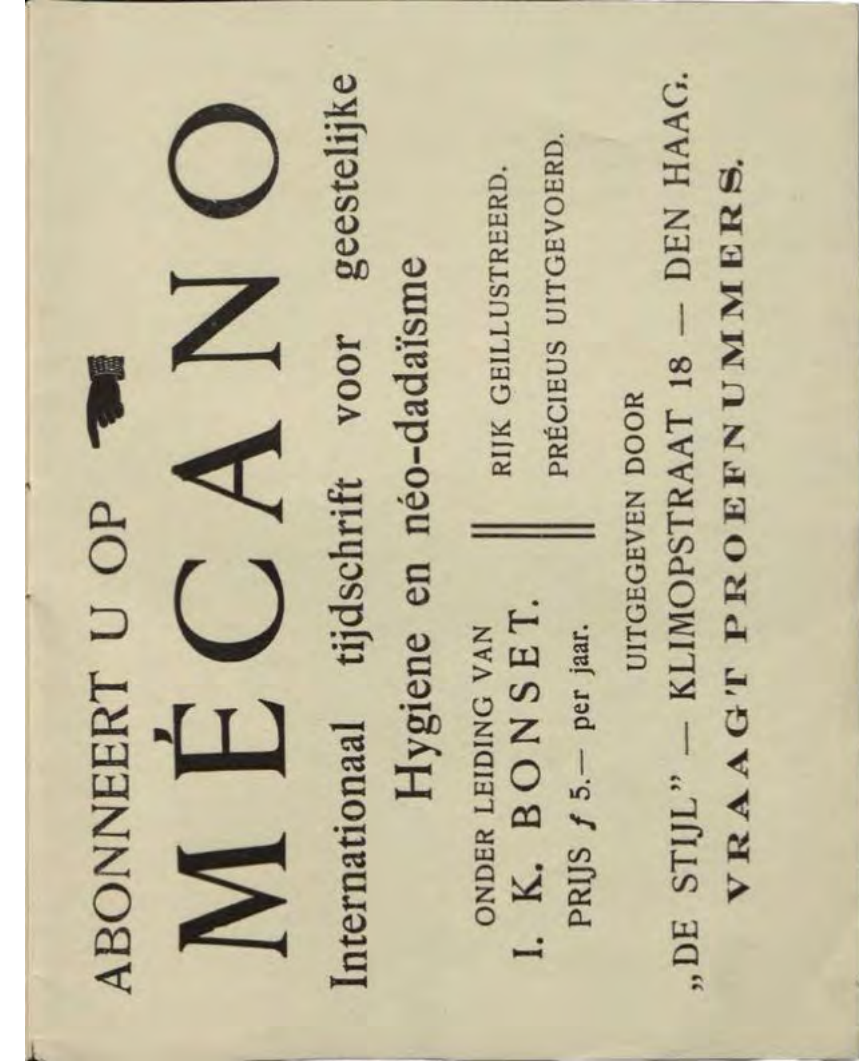 ABONNEERT U OP
MÉCANO
Internationaal tijdschrift voor geestelijke
Hygiene en néo-dadaïsme
ONDER LEIDING VAN
I. K. BONSET.
PRIJS ƒ 5.— per jaar.
RIJK GEILLUSTREERD.
PRÉCIEUS UITGEVOERD.
UITGEGEVEN DOOR
„DE STIJL” — KLIMOPSTRAAT 18 — DEN HAAG.
VRAAGT PROEFNUMMERS.